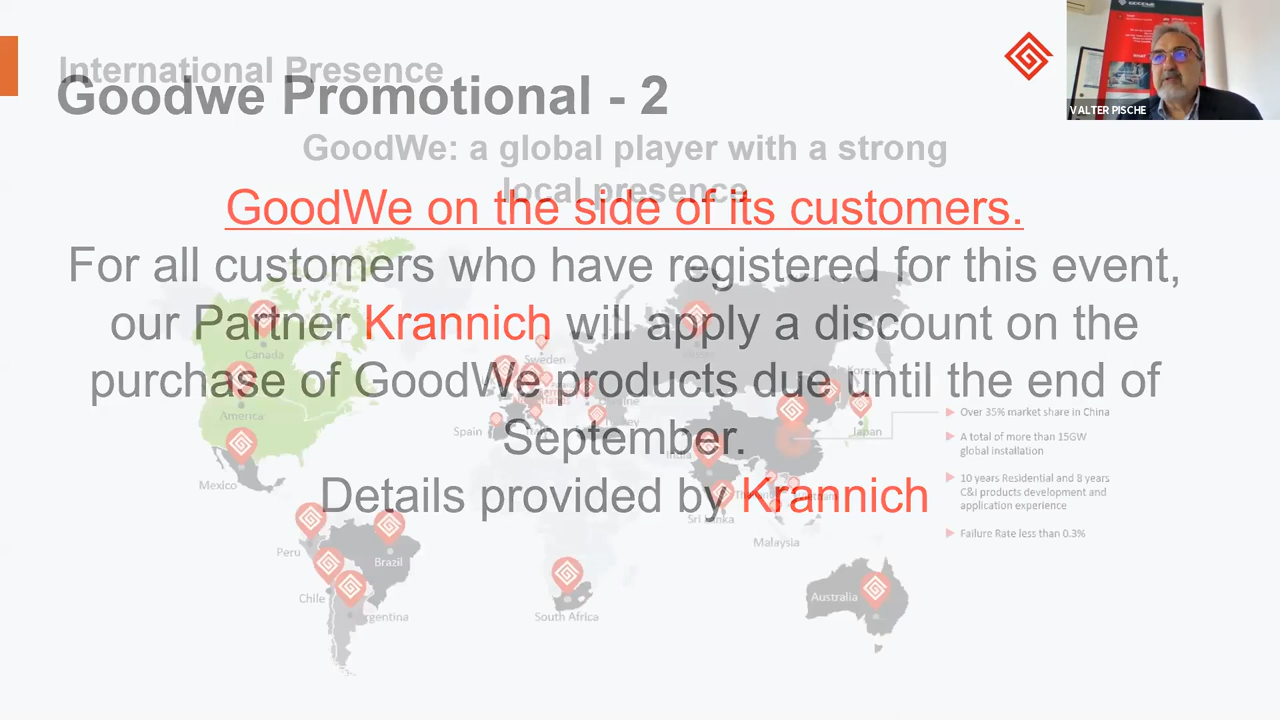 International Presence
Goodwe Promotional - 2
GoodWe: a global player with a strong
local presence
GoodWe on the side of its customers.
For all customers who have registered for this event,
our Partner Krannich will apply a discount on the
purchase of GoodWe products due until the end of
September.
Details provided by Krannich
VALTER PISCHE
Canada
America
Mexico
Peru
Brazil
Chile
Argentina
Sweden
Spain
South Africa
India
Sri Lanka
Vietnam
Malaysia
Korea
Japan
Australia
Over 35% market share in China
A total of more than 15GW
global installation
10 years Residential and 8 years
C&I products development and
application experience
Failure Rate less than 0.3%